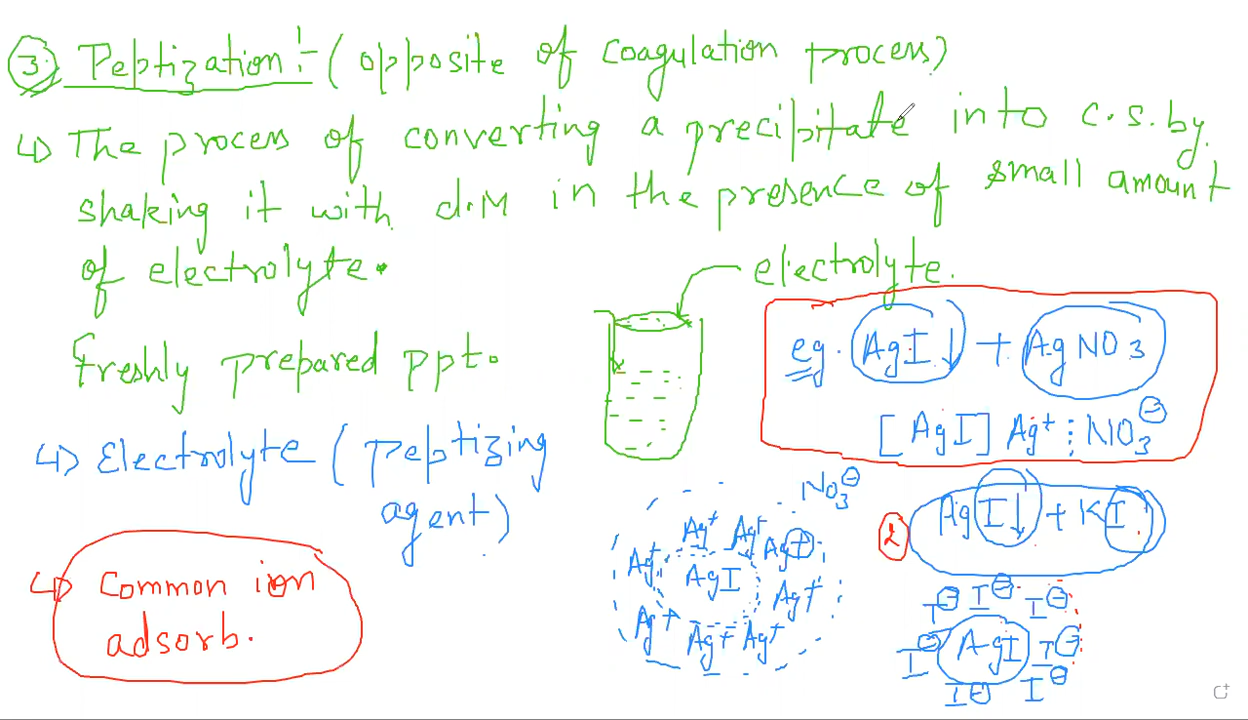 ③ Peptization :- (opposite of coagulation process)
↳ The process of converting a precipitate into c.s. by
shaking it with d.M in the presence of small amount
of electrolyte.
electrolyte.
Freshly prepared ppt.
eg. AgI↓ + AgNO3
[AgI] Ag+ ⋮ NO3⊖
↳ Electrolyte (Peptizing
agent)
NO3⊖
② AgI↓ + KI
↳ Common ion
adsorb.
Ag+ Ag+ Ag+
Ag+ AgI Ag+
Ag+ Ag+ Ag+
I⊖ I⊖ I⊖
I⊖ AgI I⊖
I⊖ I⊖